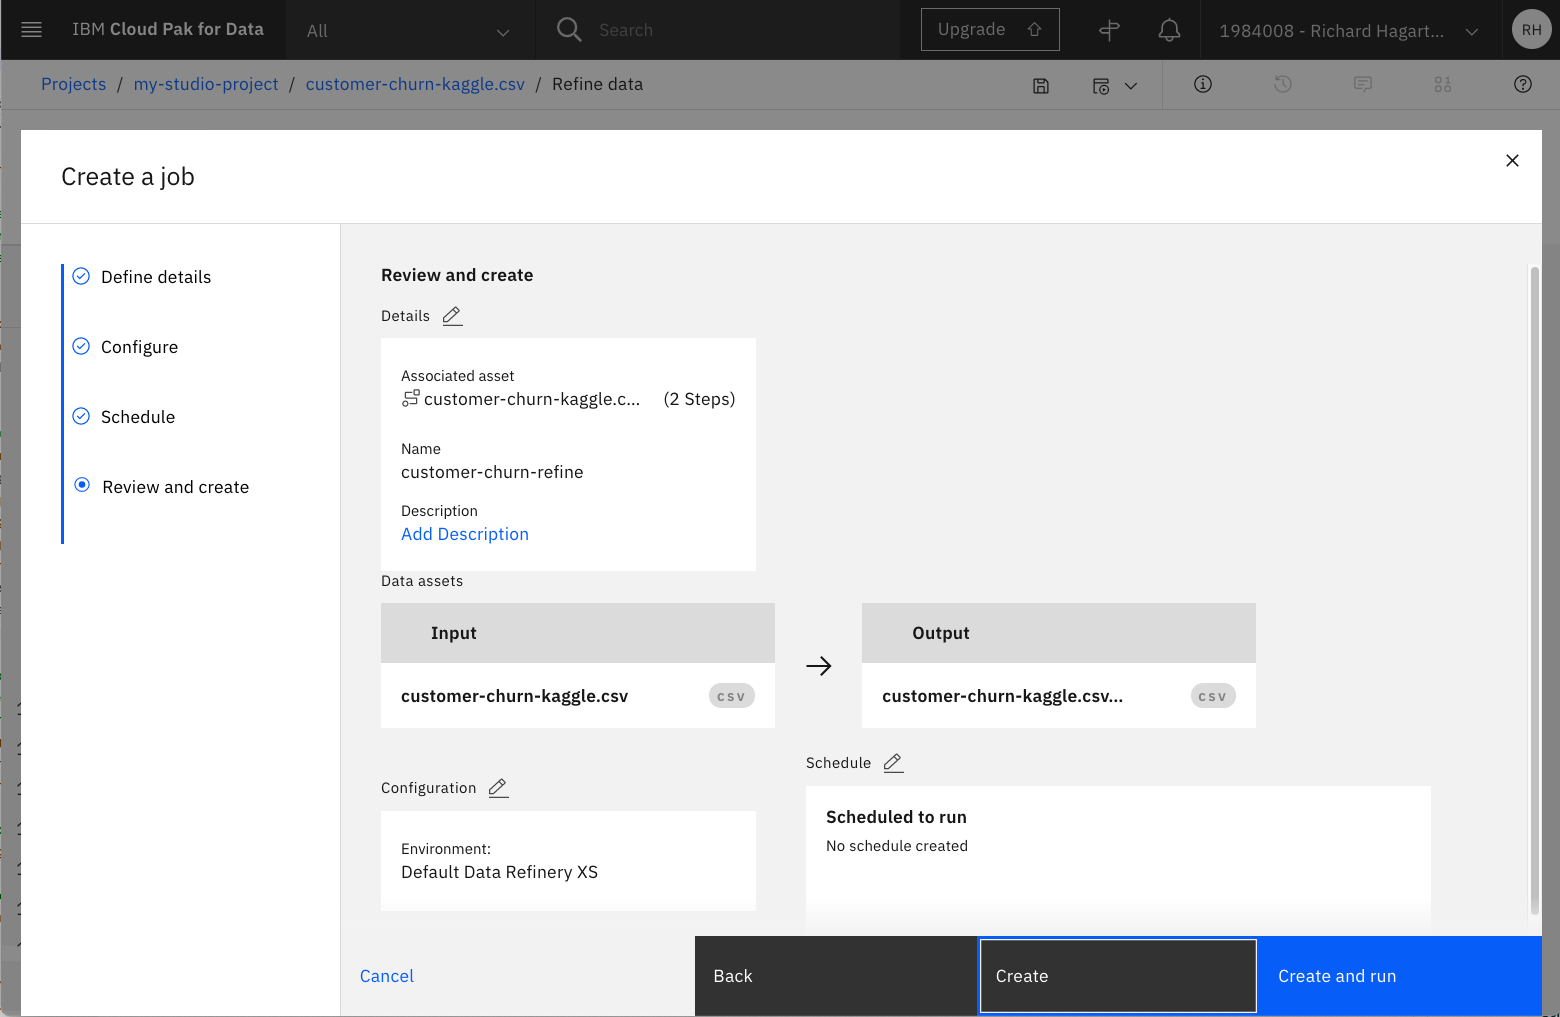 IBM Cloud Pak for Data
All
Search
Upgrade
1984008 - Richard Hagart...
RH
Projects / my-studio-project / customer-churn-kaggle.csv / Refine data
Create a job
Define details
Configure
Schedule
Review and create
Review and create
Details
Associated asset
customer-churn-kaggle.c... (2 Steps)
Name
customer-churn-refine
Description
Add Description
Data assets
Input
customer-churn-kaggle.csv
csv
Output
customer-churn-kaggle.csv...
csv
Configuration
Environment:
Default Data Refinery XS
Schedule
Scheduled to run
No schedule created
Cancel
Back
Create
Create and run